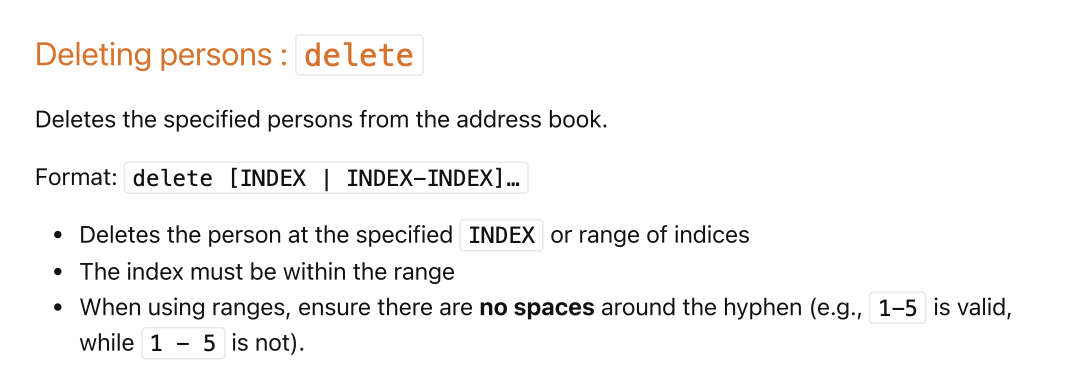 Deleting persons : delete
Deletes the specified persons from the address book.
Format: delete [INDEX | INDEX-INDEX]…
• Deletes the person at the specified INDEX or range of indices
• The index must be within the range
• When using ranges, ensure there are no spaces around the hyphen (e.g., 1-5 is valid,
while 1 - 5 is not).